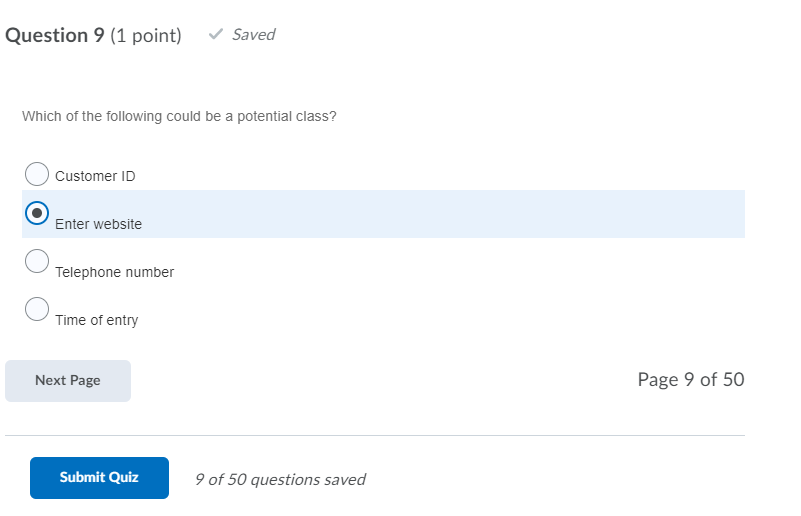 Question 9 (1 point) Saved
Which of the following could be a potential class?
Customer ID
Enter website
Telephone number
Time of entry
Next Page Page 9 of 50
Submit Quiz 9 of 50 questions saved